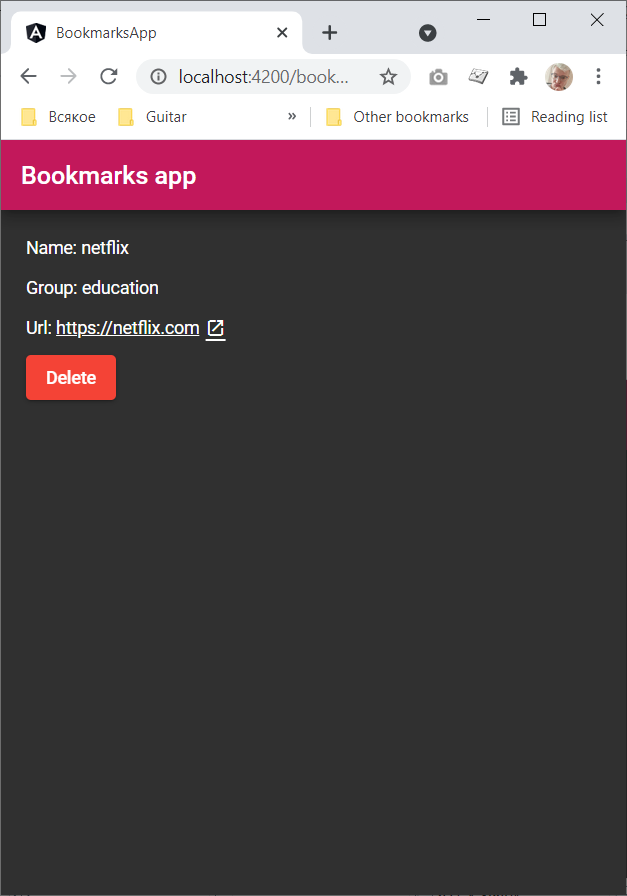 BookmarksApp
localhost:4200/book...
Всякое Guitar » Other bookmarks Reading list
Bookmarks app
Name: netflix
Group: education
Url: https://netflix.com
Delete